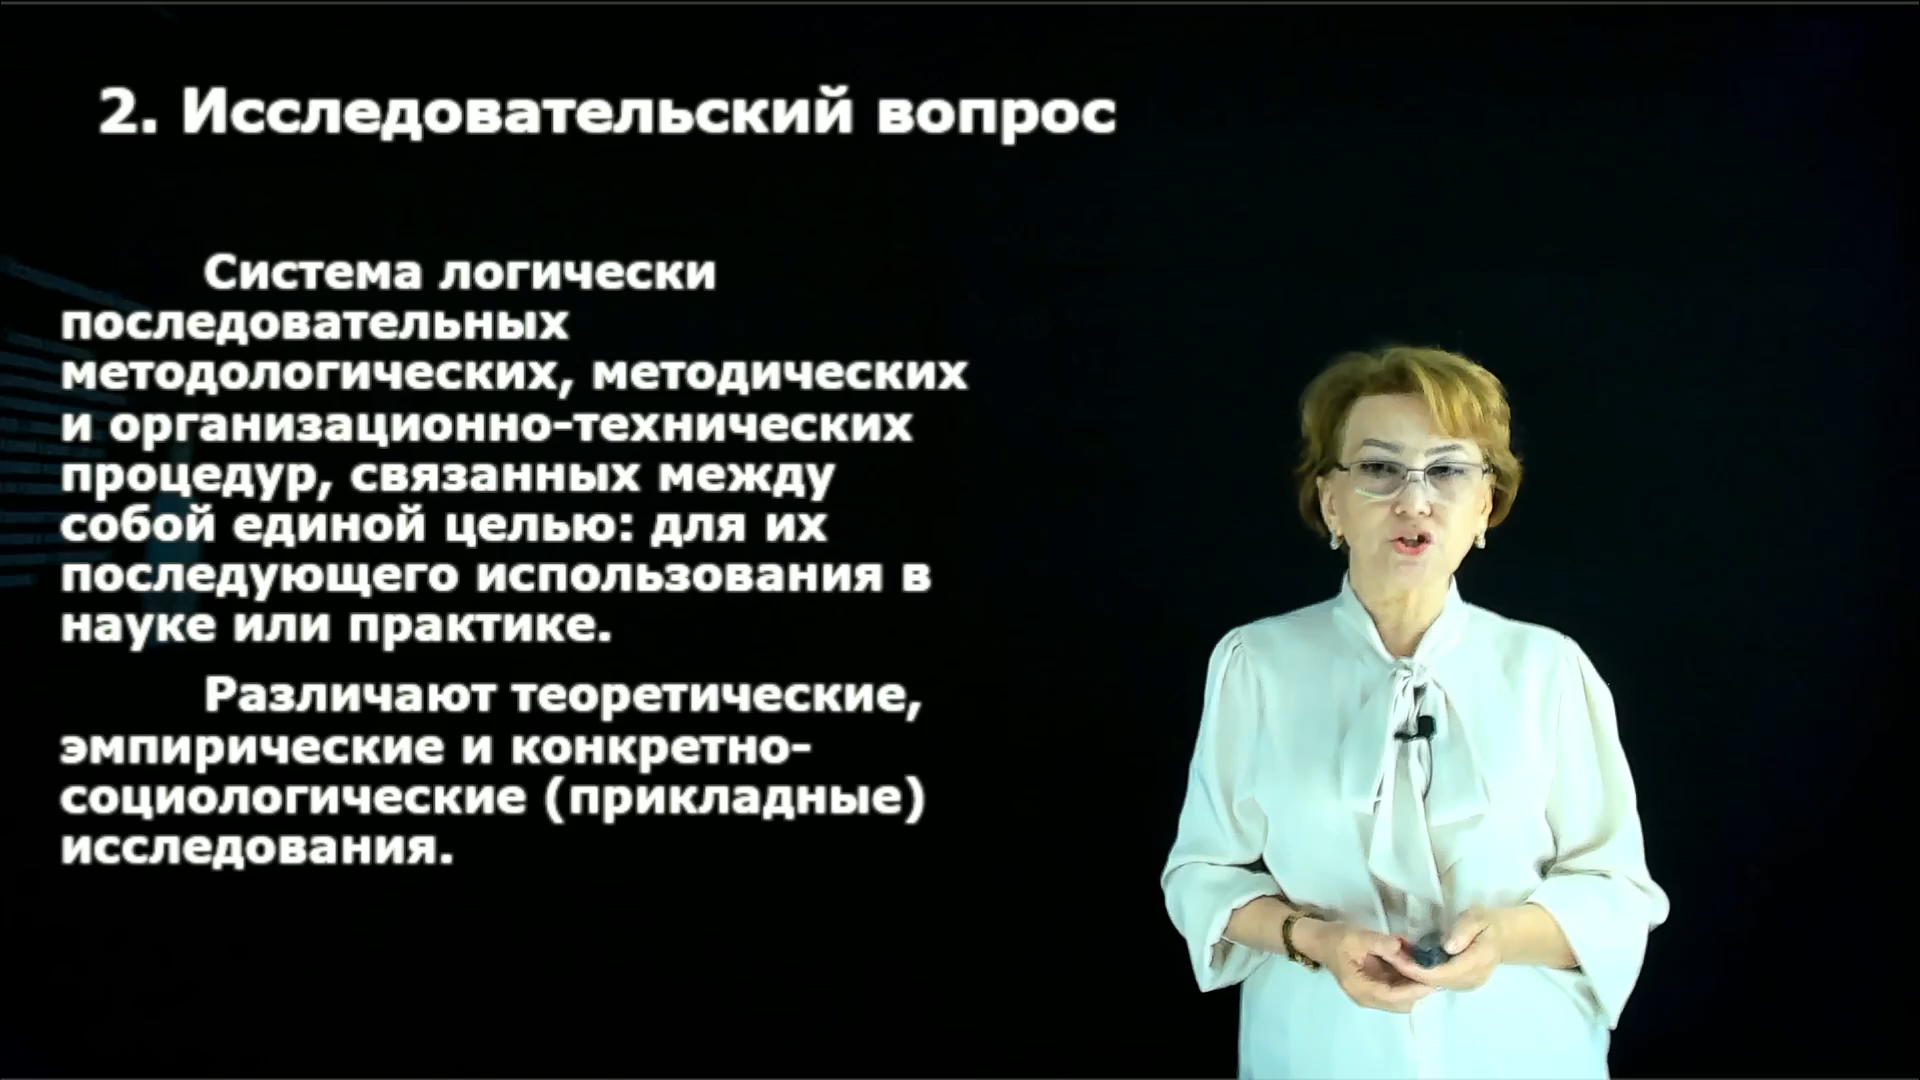 2. Исследовательский вопрос
Система логически
последовательных
методологических, методических
и организационно-технических
процедур, связанных между
собой единой целью: для их
последующего использования в
науке или практике.
Различают теоретические,
эмпирические и конкретно-
социологические (прикладные)
исследования.